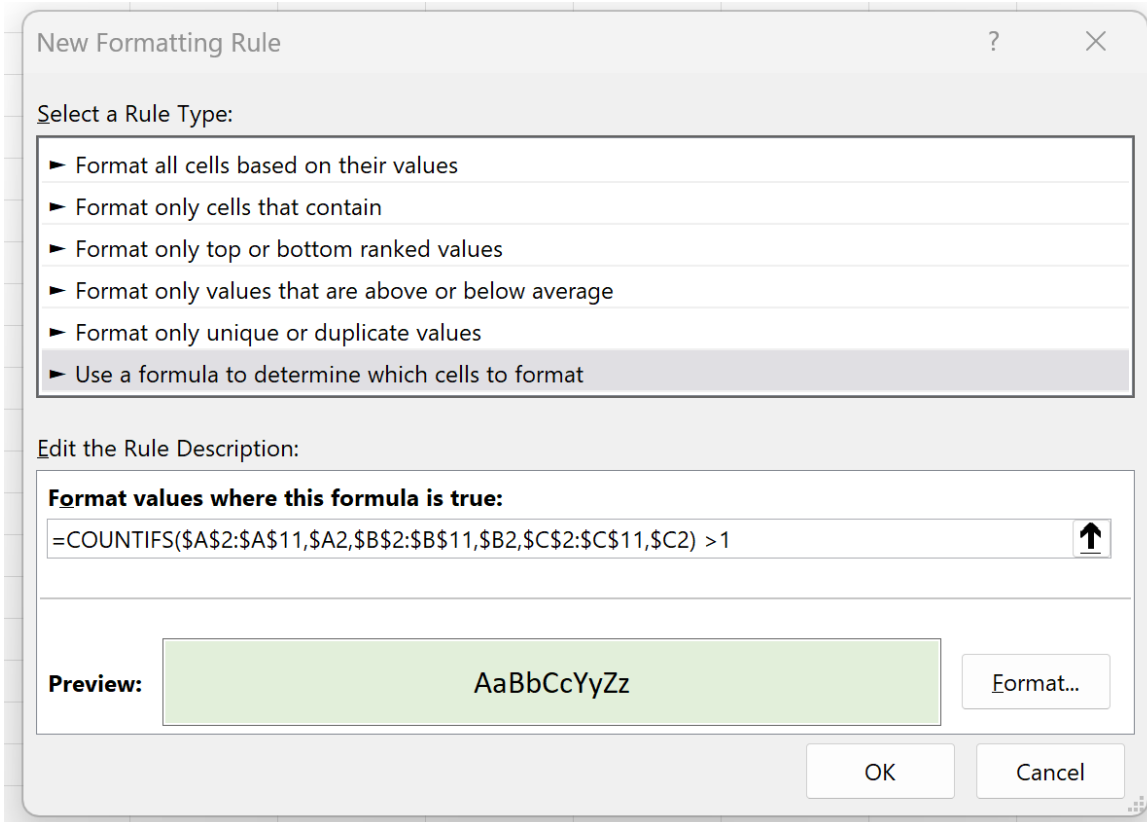 New Formatting Rule ? ×
Select a Rule Type:
► Format all cells based on their values
► Format only cells that contain
► Format only top or bottom ranked values
► Format only values that are above or below average
► Format only unique or duplicate values
► Use a formula to determine which cells to format
Edit the Rule Description:
Format values where this formula is true:
=COUNTIFS($A$2:$A$11,$A2,$B$2:$B$11,$B2,$C$2:$C$11,$C2) >1
Preview: AaBbCcYyZz Format...
OK Cancel